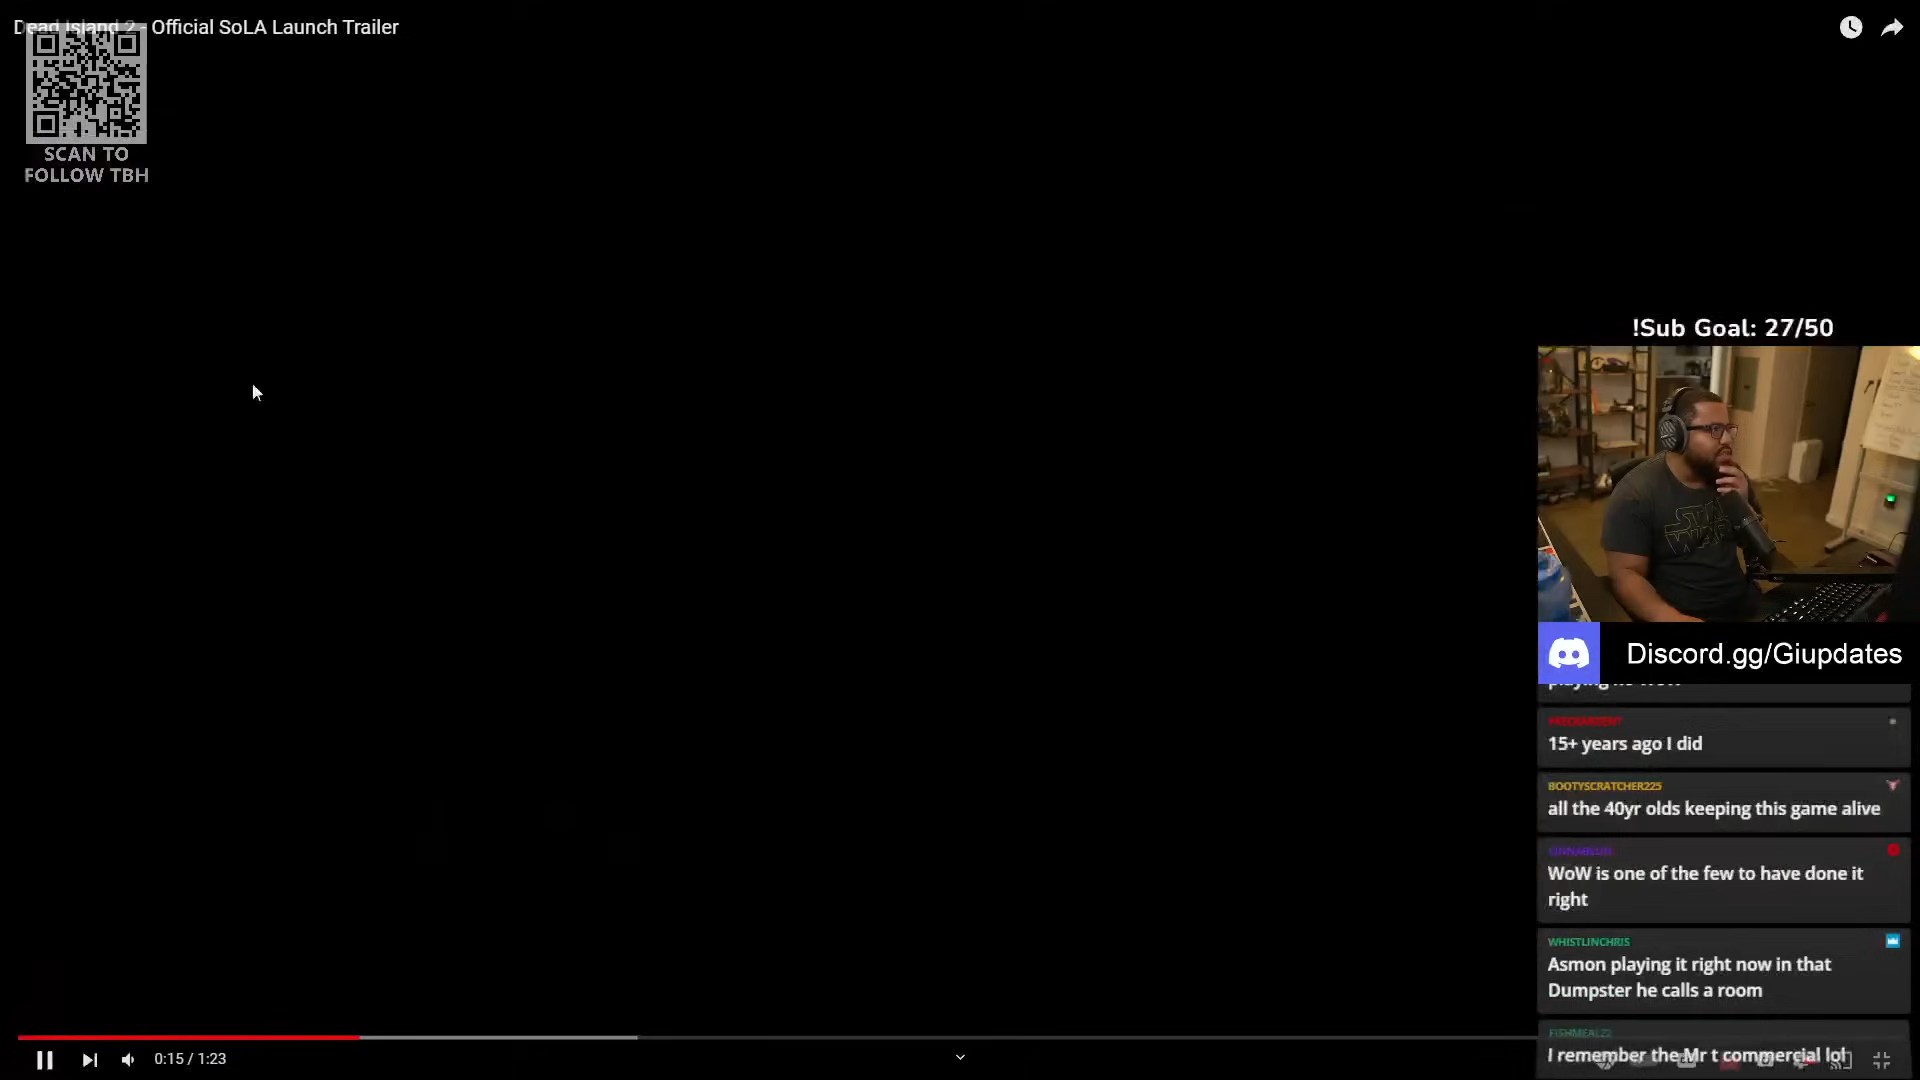 Dead Island 2 - Official SoLA Launch Trailer
SCAN TO
FOLLOW TBH
!Sub Goal: 27/50
STAR
WARS
Discord.gg/Giupdates
15+ years ago I did
BOOTYSCRATCHER225
all the 40yr olds keeping this game alive
WoW is one of the few to have done it
right
WHISTLINCHRIS
Asmon playing it right now in that
Dumpster he calls a room
FISHMEAL22
I remember the Mr t commercial lol
0:15 / 1:23